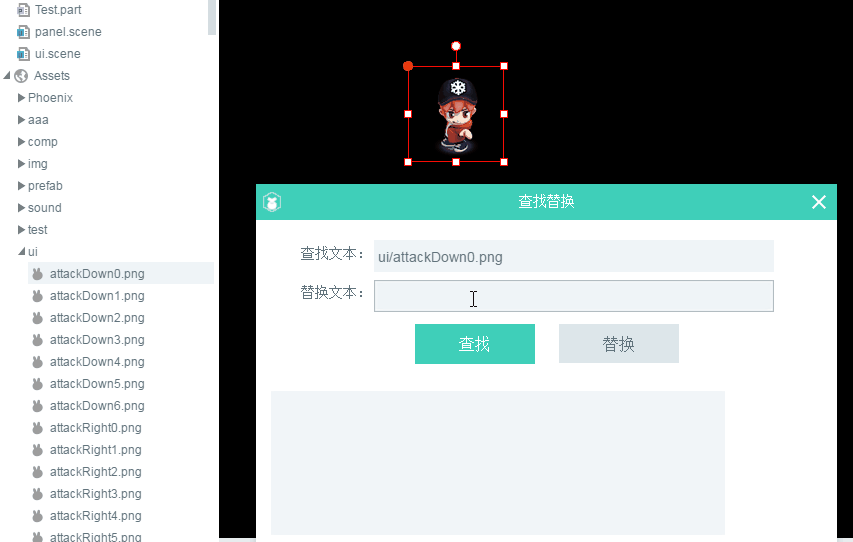 Test.part
panel.scene
ui.scene
Assets
Phoenix
aaa
comp
img
prefab
sound
test
ui
attackDown0.png
attackDown1.png
attackDown2.png
attackDown3.png
attackDown4.png
attackDown5.png
attackDown6.png
attackRight0.png
attackRight1.png
attackRight2.png
attackRight3.png
attackRight4.png
attackRight5.png
查找替换
查找文本： ui/attackDown0.png
替换文本：
查找 替换